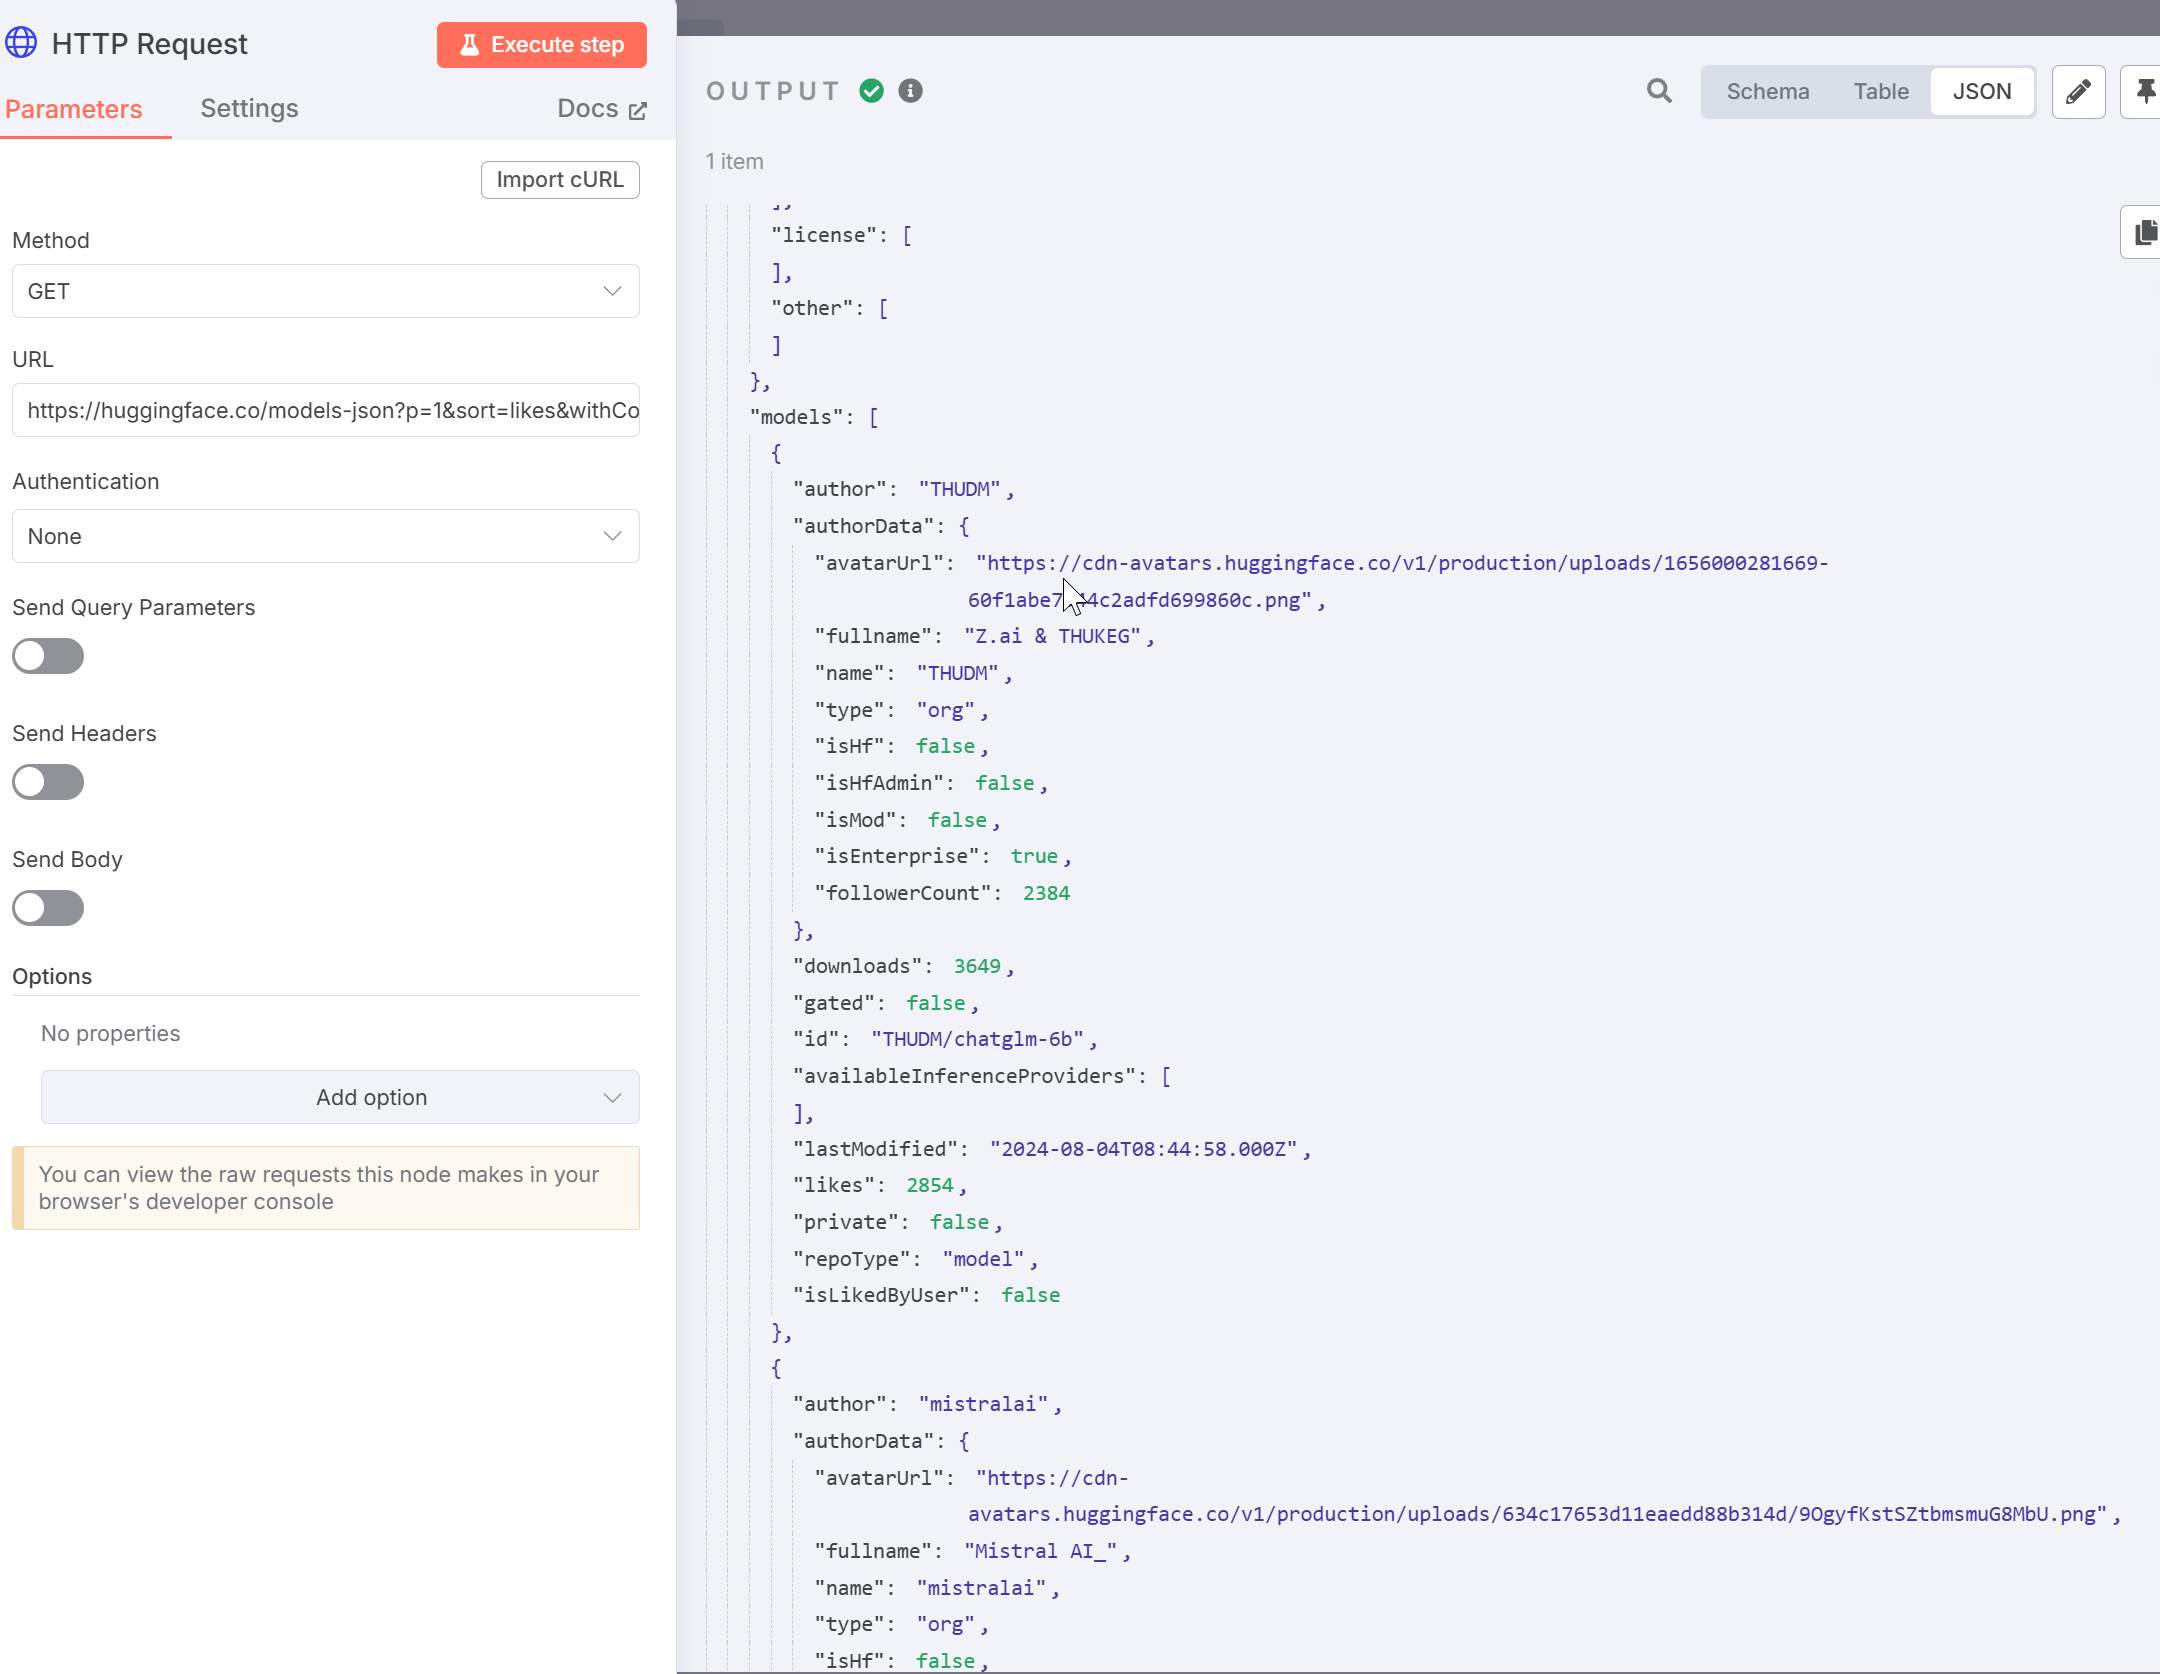 HTTP Request
Execute step
Parameters
Settings
Docs
Import cURL
Method
GET
URL
https://huggingface.co/models-json?p=1&sort=likes&withCo
Authentication
None
Send Query Parameters
Send Headers
Send Body
Options
No properties
Add option
You can view the raw requests this node makes in your
browser's developer console
OUTPUT
Schema
Table
JSON
1 item
],
"license": [
],
"other": [
]
},
"models": [
{
"author": "THUDM",
"authorData": {
"avatarUrl": "https://cdn-avatars.huggingface.co/v1/production/uploads/1656000281669-
4c2adfd699860c.png",
"fullname": "Z.ai & THUKEG",
"name": "THUDM",
"type": "org",
"isHf": false,
"isHfAdmin": false,
"isMod": false,
"isEnterprise": true,
"followerCount": 2384
},
"downloads": 3649,
"gated": false,
"id": "THUDM/chatglm-6b",
"availableInferenceProviders": [
],
"lastModified": "2024-08-04T08:44:58.000Z",
"likes": 2854,
"private": false,
"repoType": "model",
"isLikedByUser": false
},
{
"author": "mistralai",
"authorData": {
"avatarUrl": "https://cdn-
avatars.huggingface.co/v1/production/uploads/634c17653d11eaedd88b314d/9OgyfKstSZtbmsmuG8MbU.png",
"fullname": "Mistral AI_",
"name": "mistralai",
"type": "org",
"isHf": false,